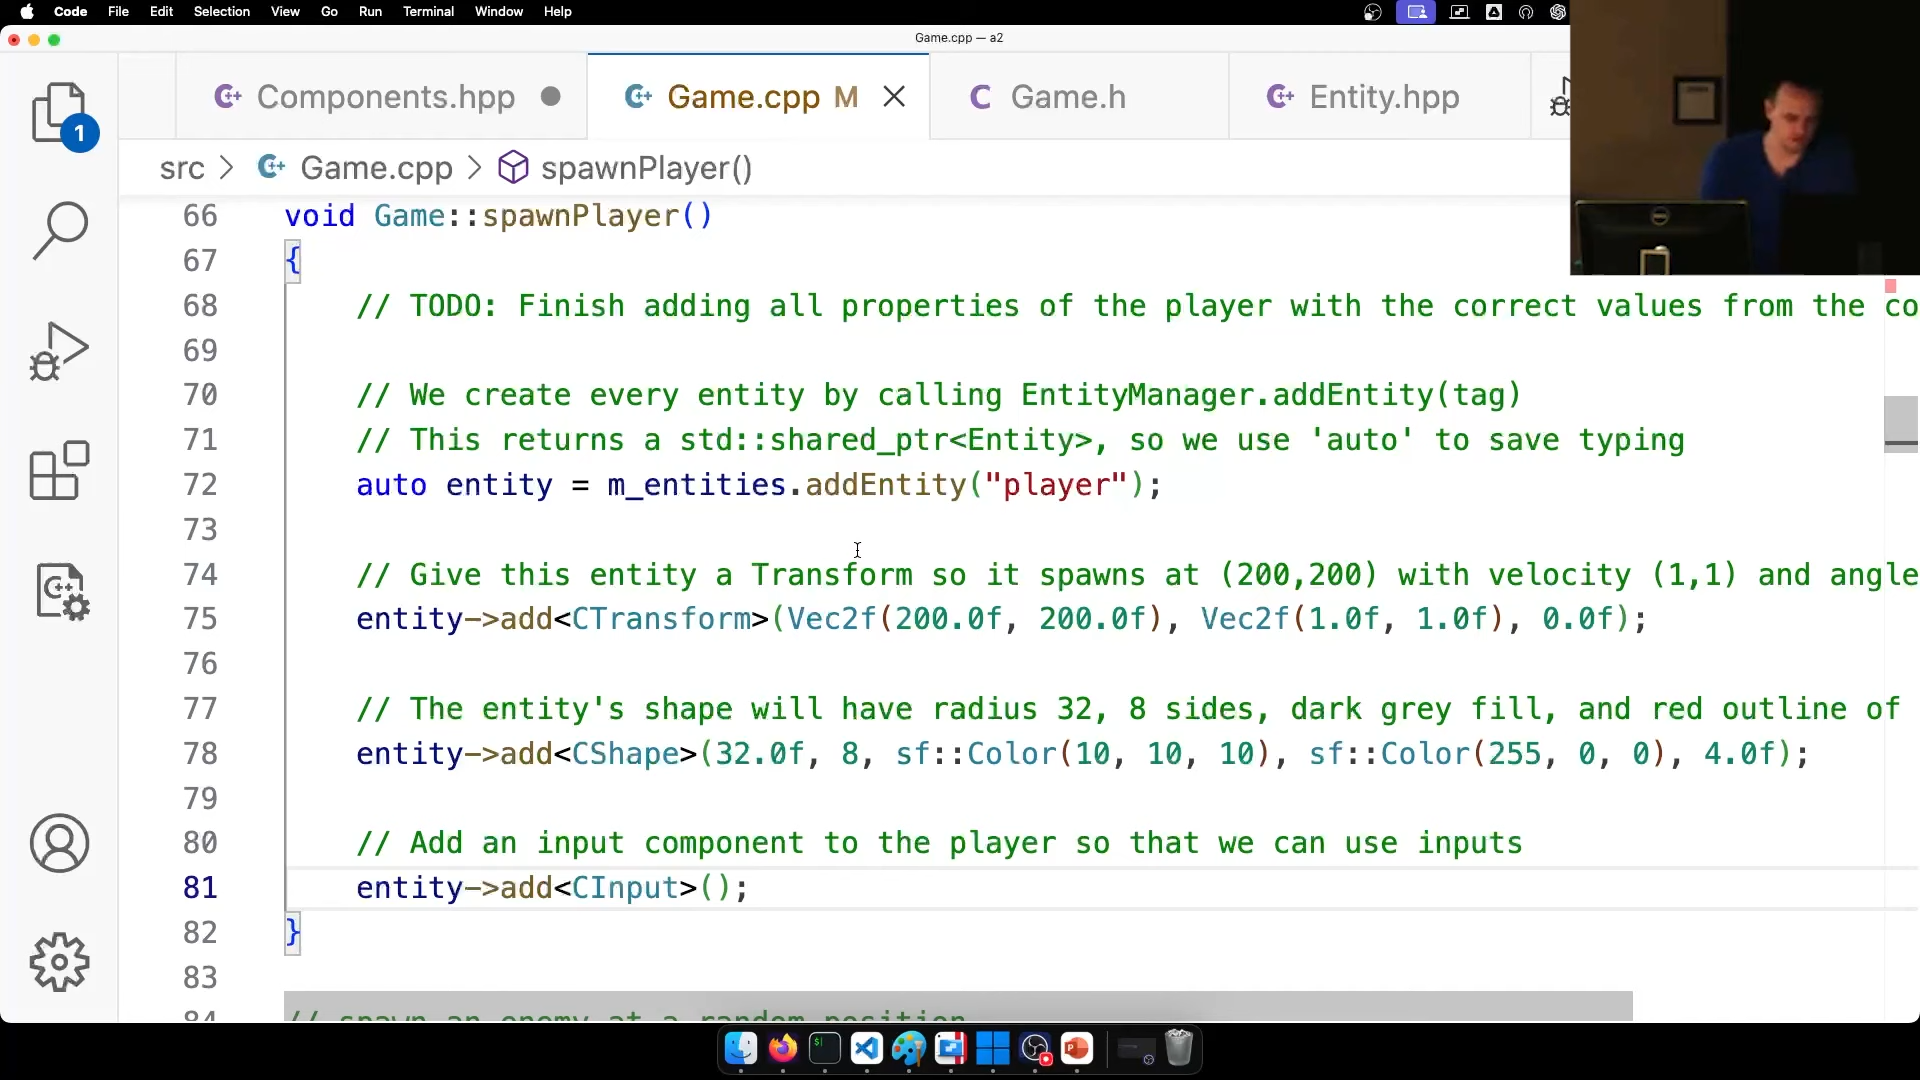 Code File Edit Selection View Go Run Terminal Window Help
Game.cpp — a2
Components.hpp Game.cpp M Game.h Entity.hpp
1
src > Game.cpp > spawnPlayer()
66 void Game::spawnPlayer()
67 {
68 // TODO: Finish adding all properties of the player with the correct values from the co
69
70 // We create every entity by calling EntityManager.addEntity(tag)
71 // This returns a std::shared_ptr<Entity>, so we use 'auto' to save typing
72 auto entity = m_entities.addEntity("player");
73
74 // Give this entity a Transform so it spawns at (200,200) with velocity (1,1) and angle
75 entity->add<CTransform>(Vec2f(200.0f, 200.0f), Vec2f(1.0f, 1.0f), 0.0f);
76
77 // The entity's shape will have radius 32, 8 sides, dark grey fill, and red outline of
78 entity->add<CShape>(32.0f, 8, sf::Color(10, 10, 10), sf::Color(255, 0, 0), 4.0f);
79
80 // Add an input component to the player so that we can use inputs
81 entity->add<CInput>();
82 }
83
84 // spawn an enemy at a random position